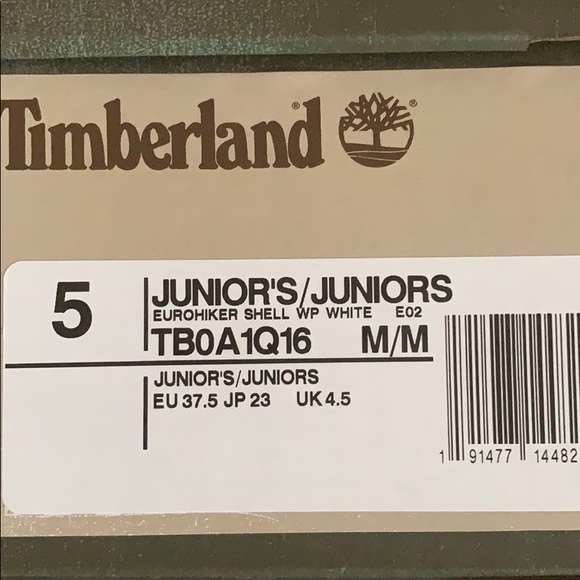 Timberland® ®
5
JUNIOR'S/JUNIORS
EUROHIKER SHELL WP WHITE E02
TB0A1Q16 M/M
JUNIOR'S/JUNIORS
EU 37.5 JP 23 UK 4.5
1 91477 14482